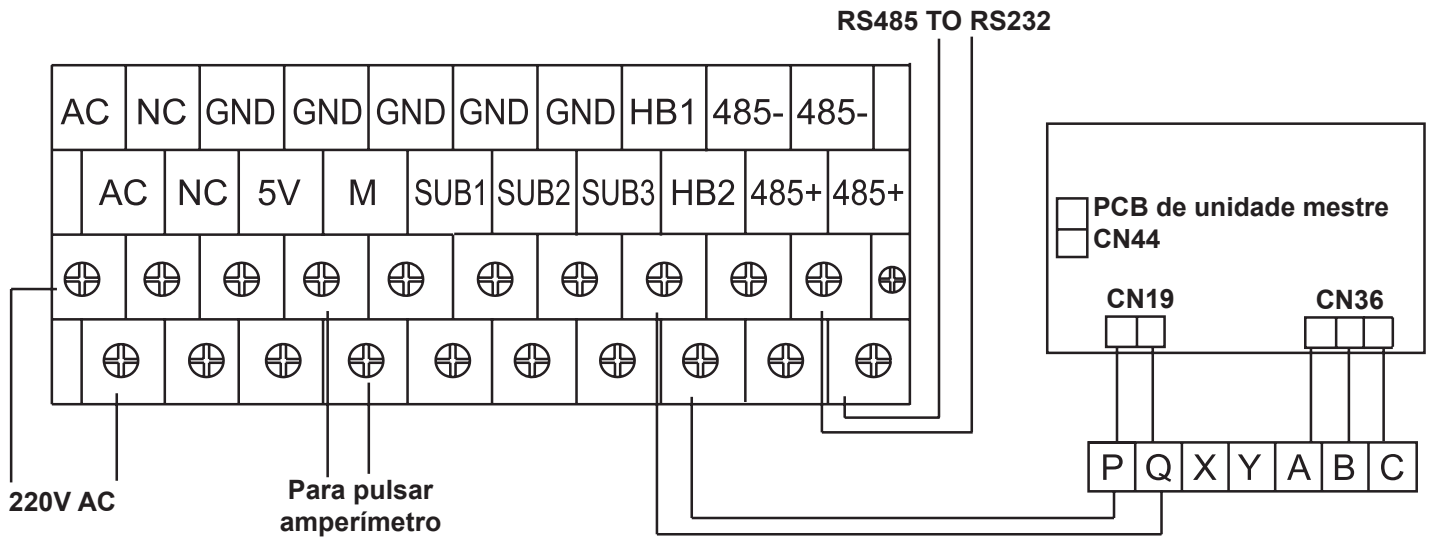 RS485 TO RS232
AC NC GND GND GND GND GND HB1 485- 485-
AC NC 5V M SUB1 SUB2 SUB3 HB2 485+ 485+
PCB de unidade mestre
CN44
CN19 CN36
P Q X Y A B C
220V AC
Para pulsar
amperímetro